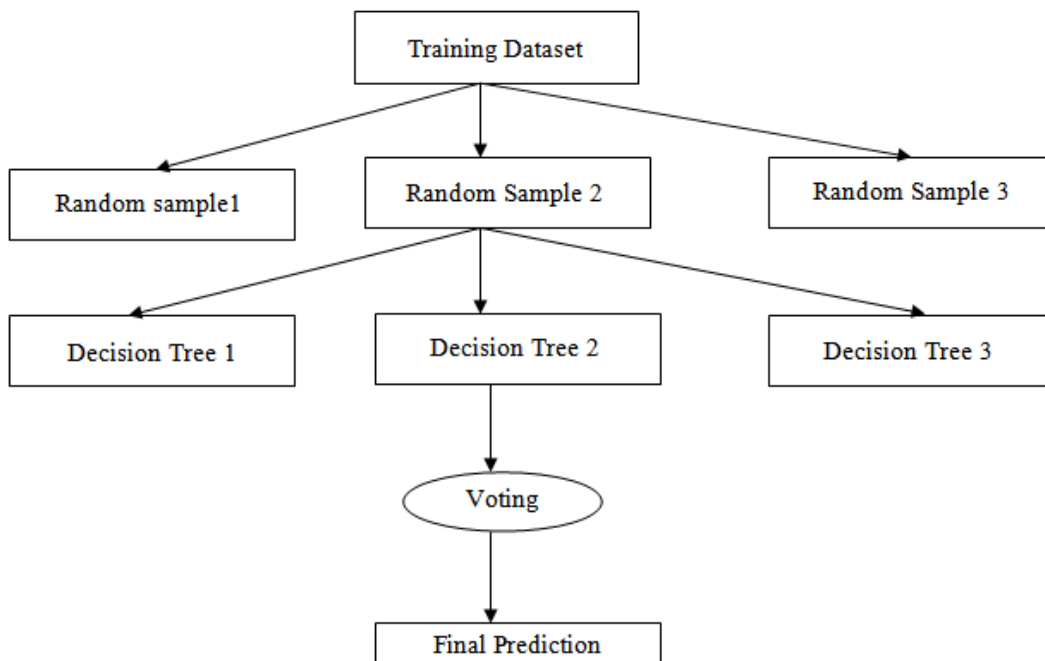 Training Dataset
Random sample1
Random Sample 2
Random Sample 3
Decision Tree 1
Decision Tree 2
Decision Tree 3
Voting
Final Prediction